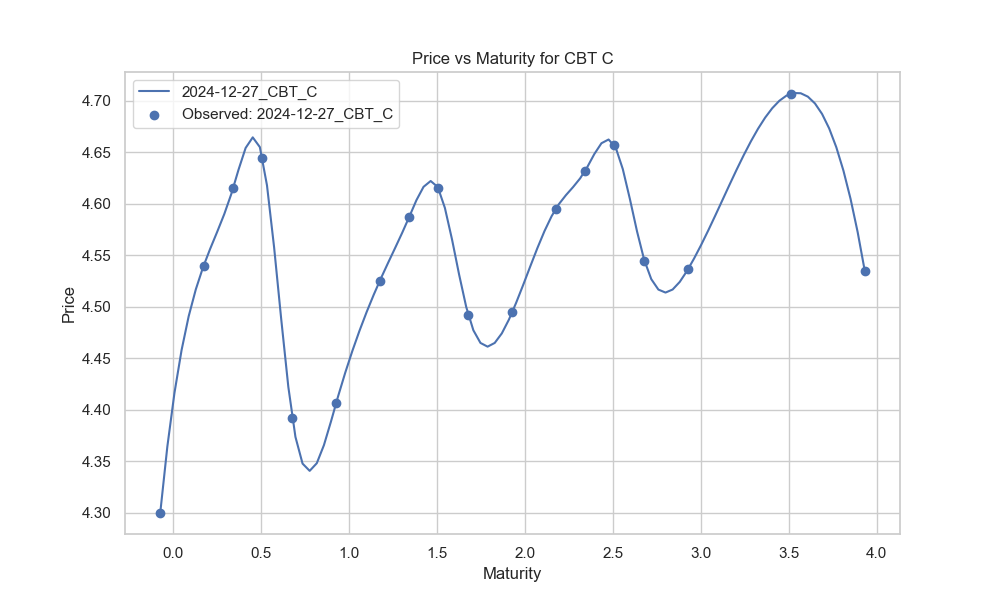 Price vs Maturity for CBT C
2024-12-27_CBT_C
Observed: 2024-12-27_CBT_C
Price
4.70
4.65
4.60
4.55
4.50
4.45
4.40
4.35
4.30
0.0 0.5 1.0 1.5 2.0 2.5 3.0 3.5 4.0
Maturity